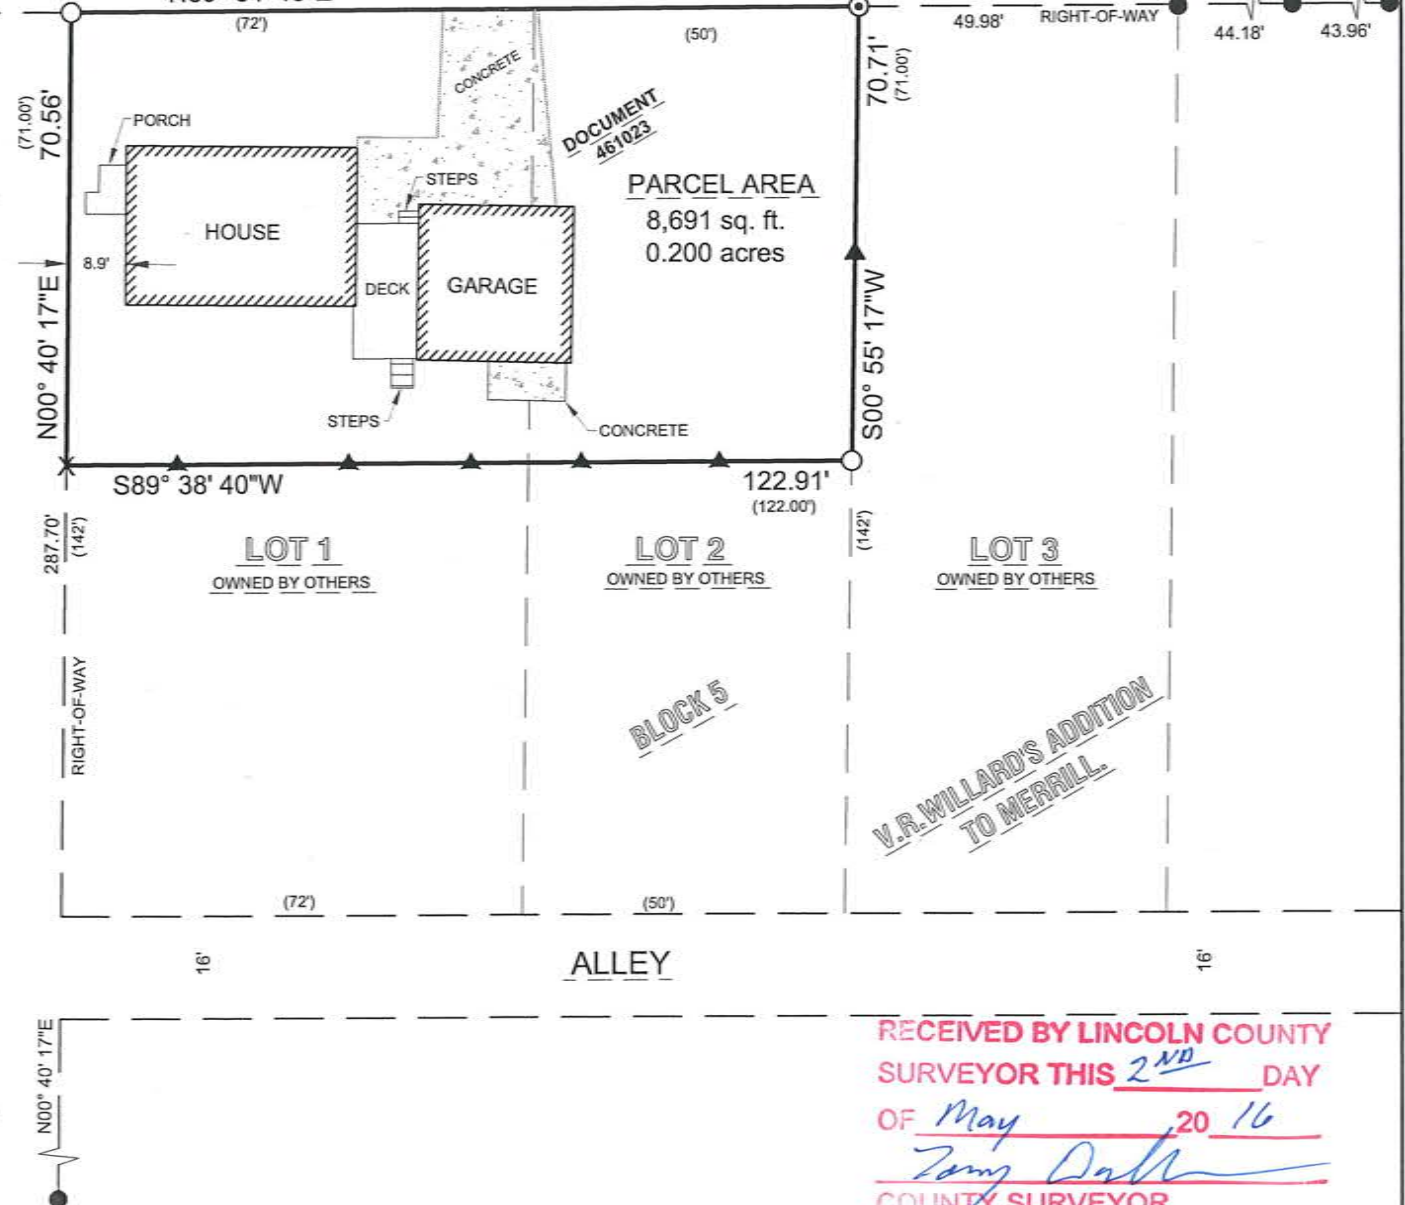 (72')
(50')
49.98'
RIGHT-OF-WAY
44.18'
43.96'
(71.00')
70.56'
70.71'
(71.00')
CONCRETE
PORCH
DOCUMENT
461023
STEPS
PARCEL AREA
8,691 sq. ft.
0.200 acres
HOUSE
8.9'
DECK
GARAGE
N00° 40' 17"E
S00° 55' 17"W
STEPS
CONCRETE
S89° 38' 40"W
122.91'
(122.00')
287.70'
(142')
(142')
LOT 1
OWNED BY OTHERS
LOT 2
OWNED BY OTHERS
LOT 3
OWNED BY OTHERS
RIGHT-OF-WAY
BLOCK 5
V.R.WILLARD'S ADDITION
TO MERRILL.
(72')
(50')
16'
ALLEY
16'
N00° 40' 17"E
RECEIVED BY LINCOLN COUNTY
SURVEYOR THIS 2ND DAY
OF May 20 16
COUNTY SURVEYOR